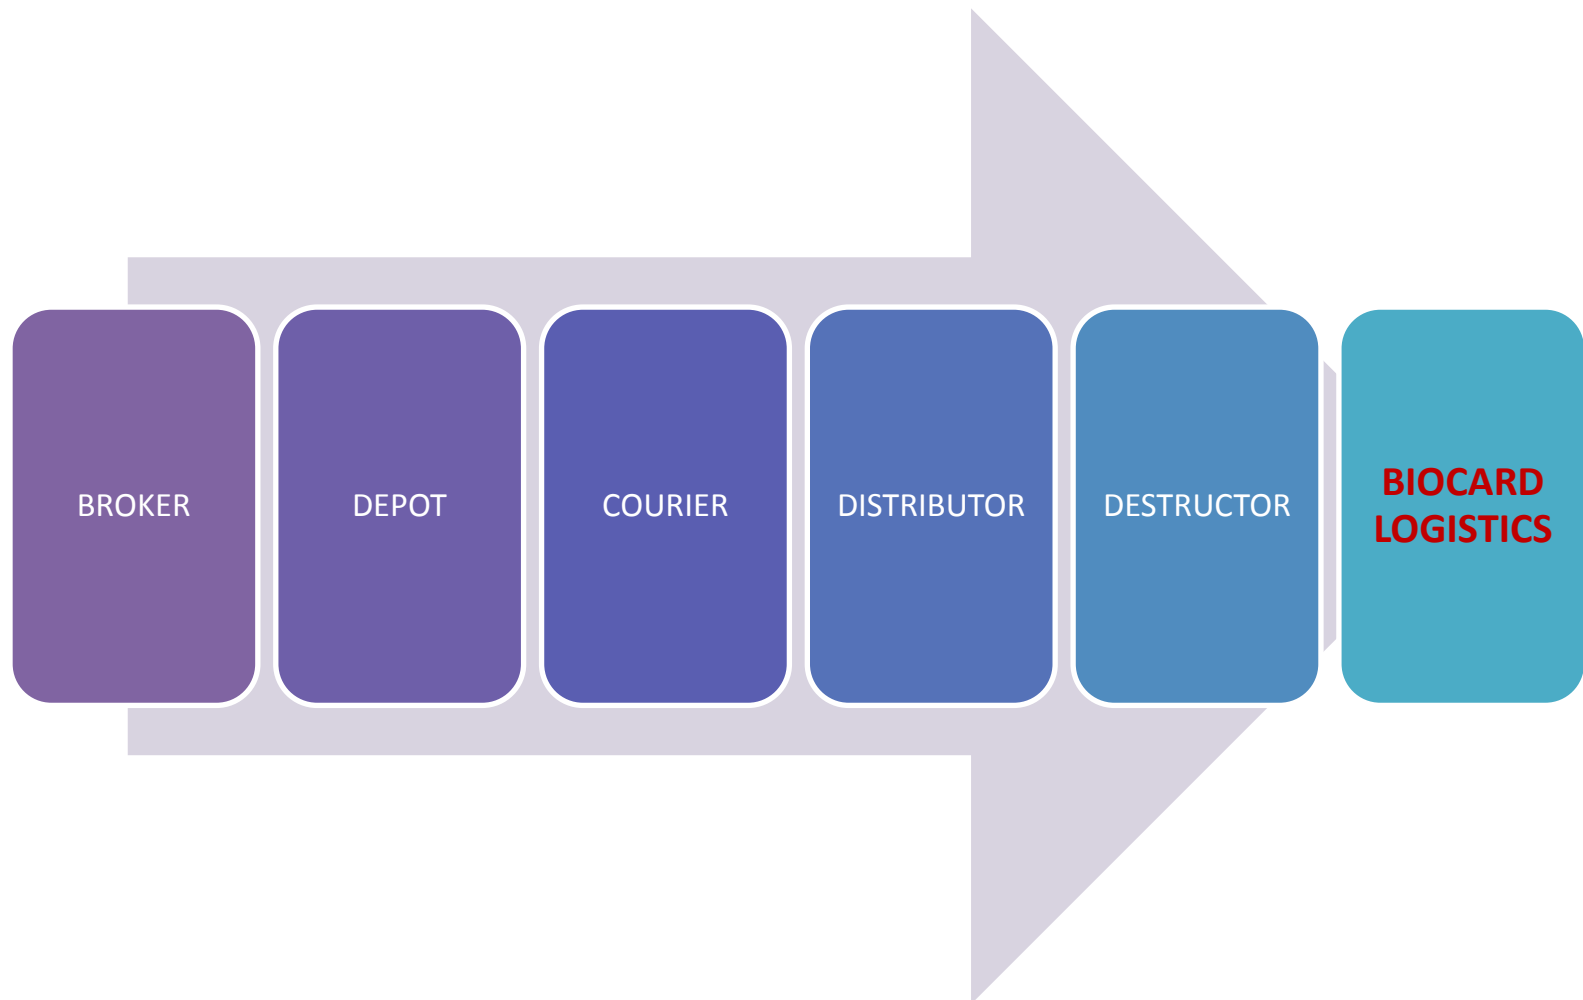 BROKER
DEPOT
COURIER
DISTRIBUTOR
DESTRUCTOR
BIOCARD
LOGISTICS